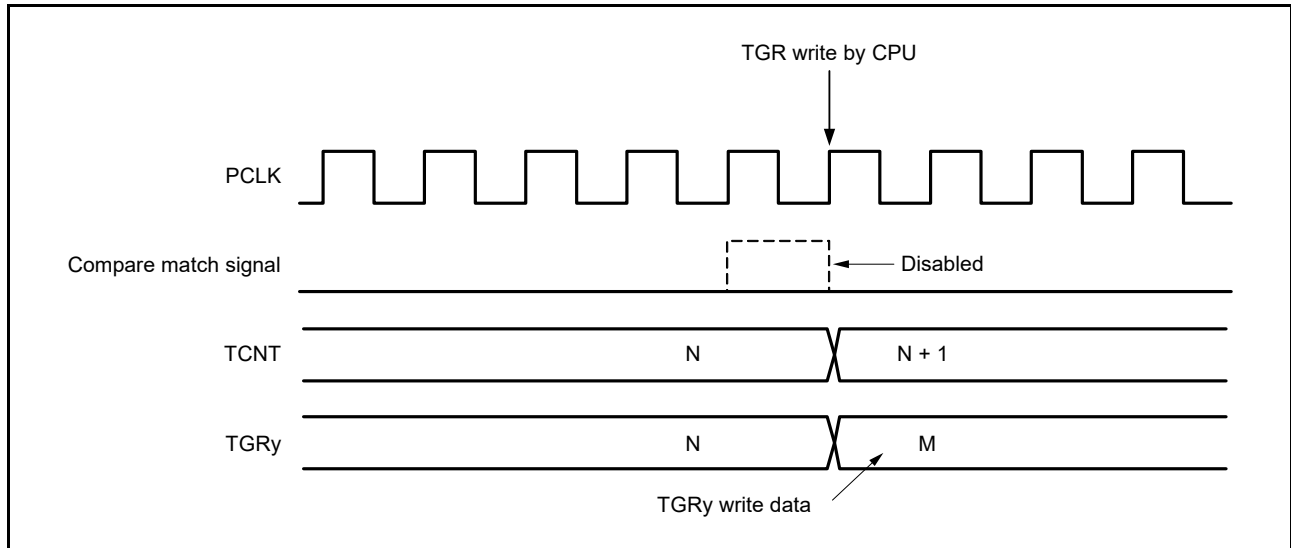 TGR write by CPU
PCLK
Compare match signal
Disabled
TCNT
N
N + 1
TGRy
N
M
TGRy write data